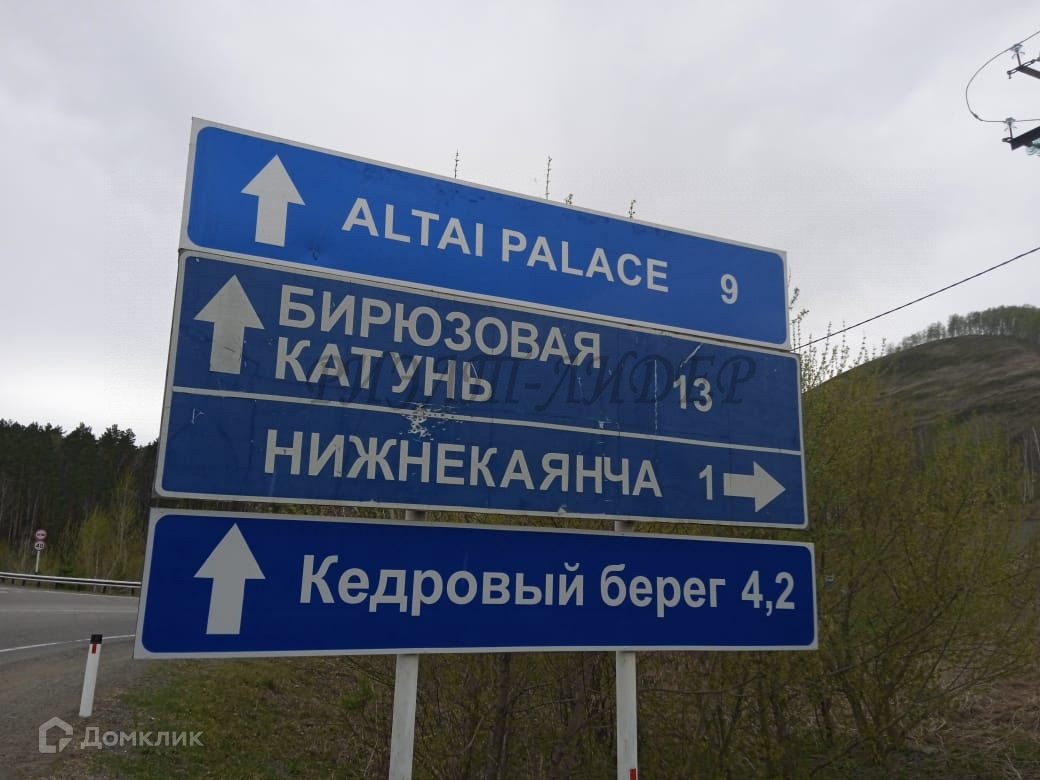 ALTAI PALACE 9
БИРЮЗОВАЯ
КАТУНЬ 13
НИЖНЕКАЯНЧА 1
Кедровый берег 4,2
Домклик